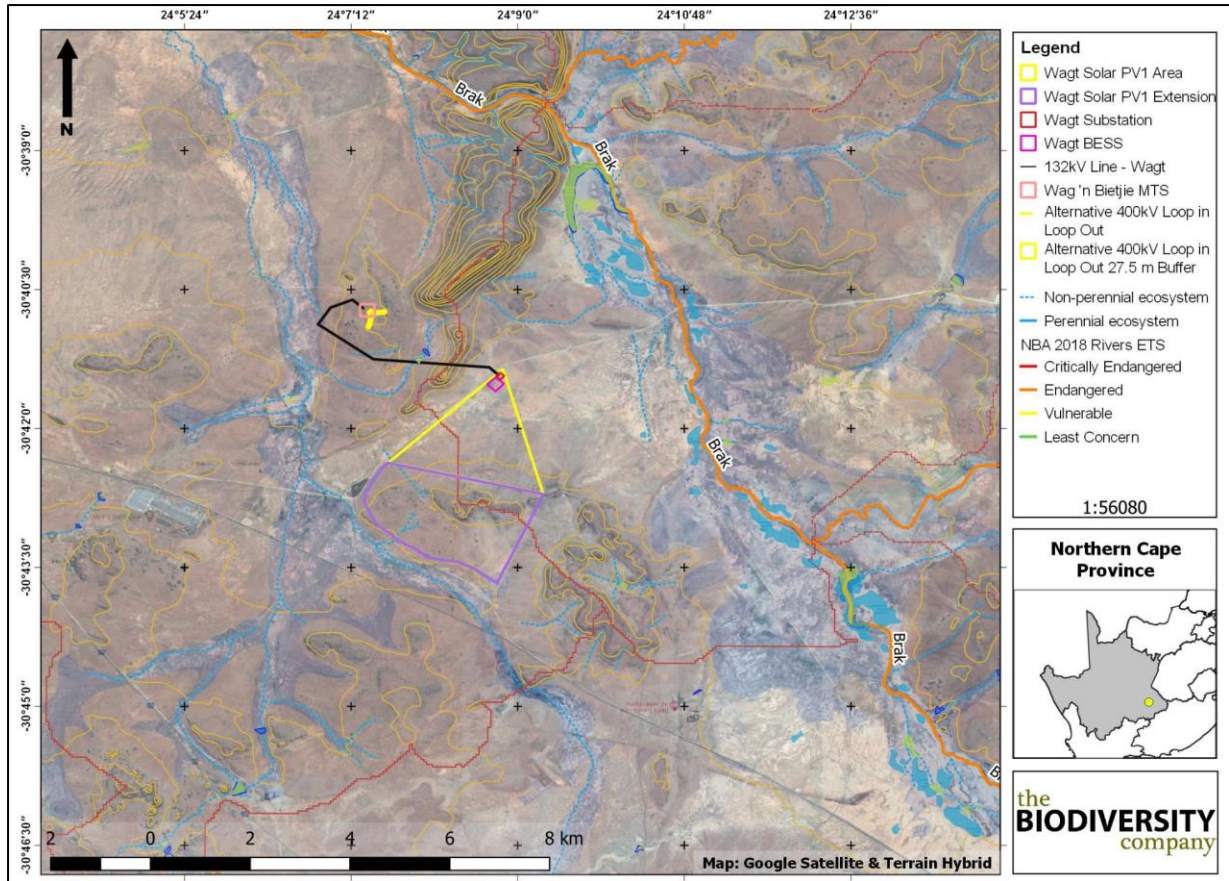 24°5'24"
24°7'12"
24°9'0"
24°10'48"
24°12'36"
-30°39'0"
-30°40'30"
-30°42'0"
-30°43'30"
-30°45'0"
-30°46'30"
N
Brak
Brak
Brak
Brak
Brak
2 0 2 4 6 8 km
Map: Google Satellite & Terrain Hybrid
Legend
Wagt Solar PV1 Area
Wagt Solar PV1 Extension
Wagt Substation
Wagt BESS
132kV Line - Wagt
Wag 'n Bietjie MTS
Alternative 400kV Loop in
Loop Out
Alternative 400kV Loop in
Loop Out 27.5 m Buffer
Non-perennial ecosystem
Perennial ecosystem
NBA 2018 Rivers ETS
Critically Endangered
Endangered
Vulnerable
Least Concern
1:56080
Northern Cape
Province
the
BIODIVERSITY
company